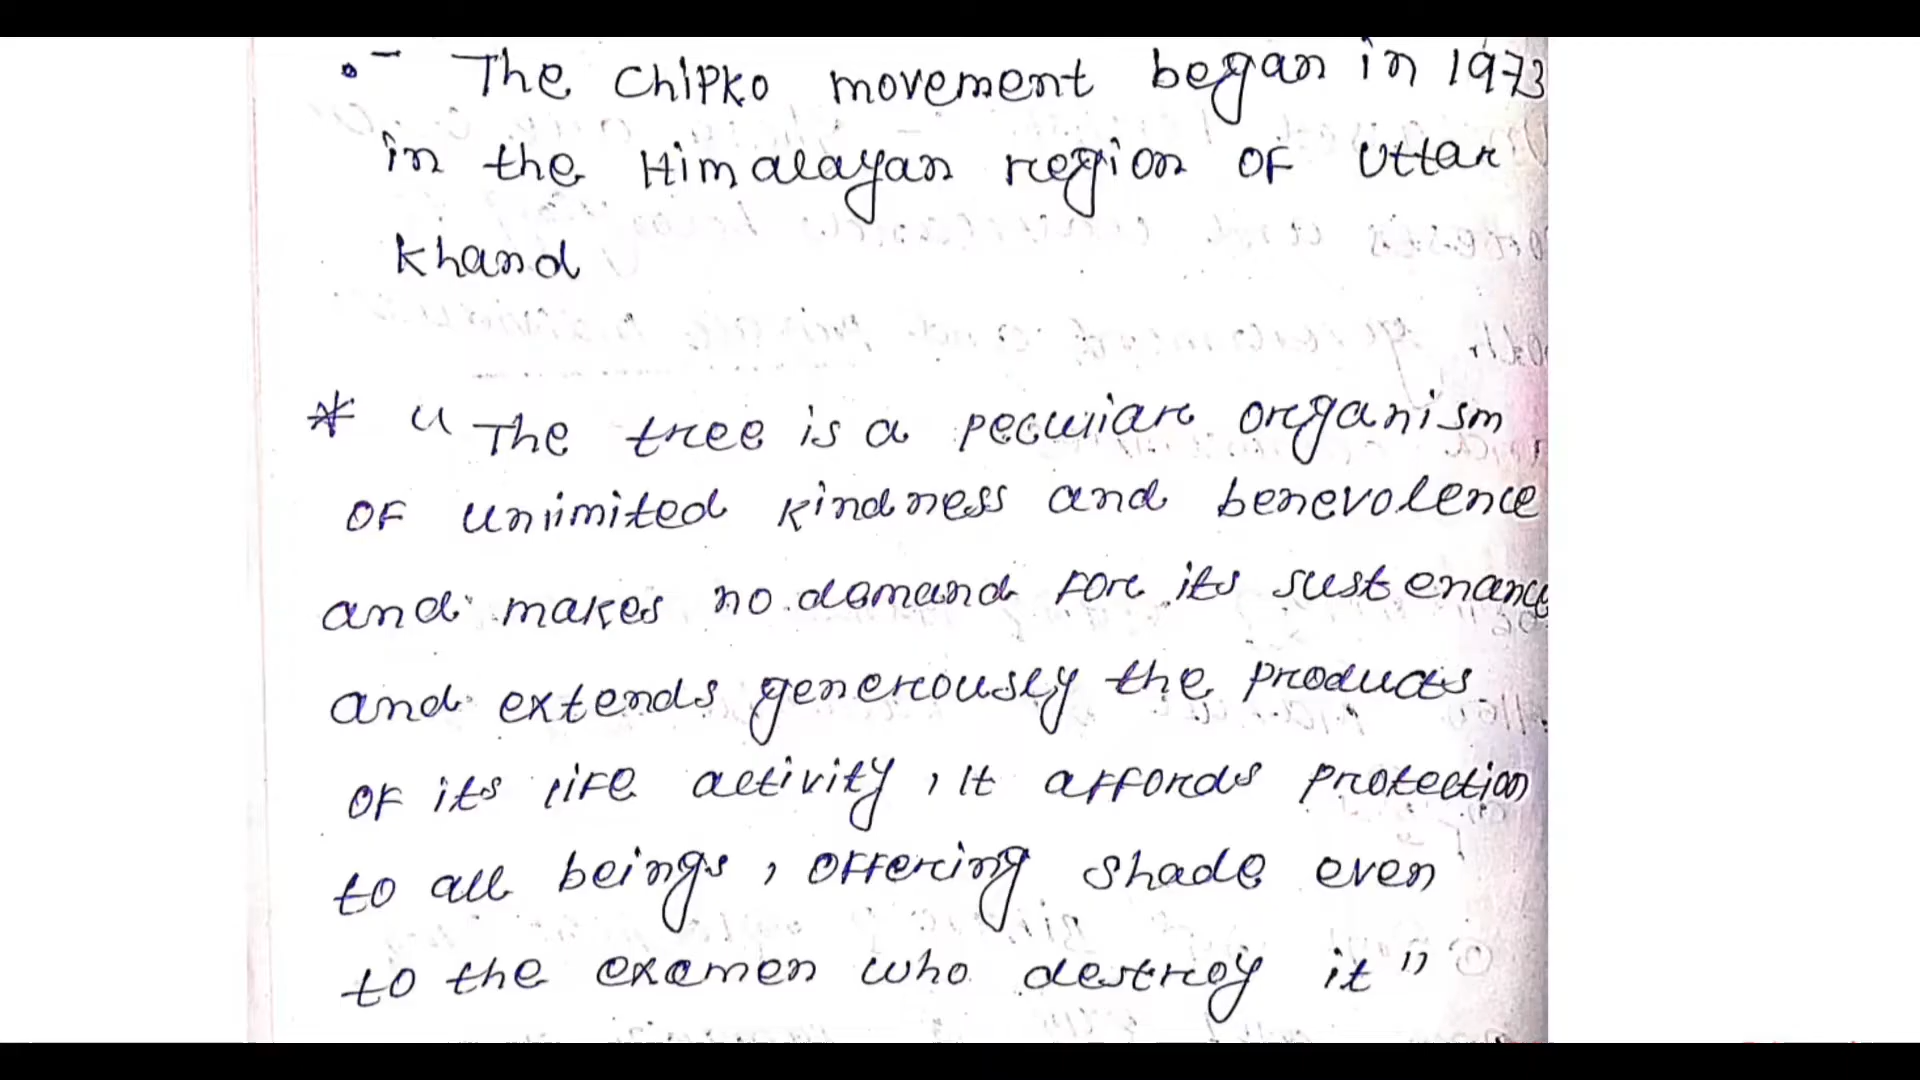 •- The Chipko movement began in 1973
in the Himalayan region of Uttar
khand
* " The tree is a peculiar organism
of unlimited kindness and benevolence
and makes no demand for its sustenance
and extends generously the products
of its life activity, It affords protection
to all beings, offering shade even
to the examen who destroy it"